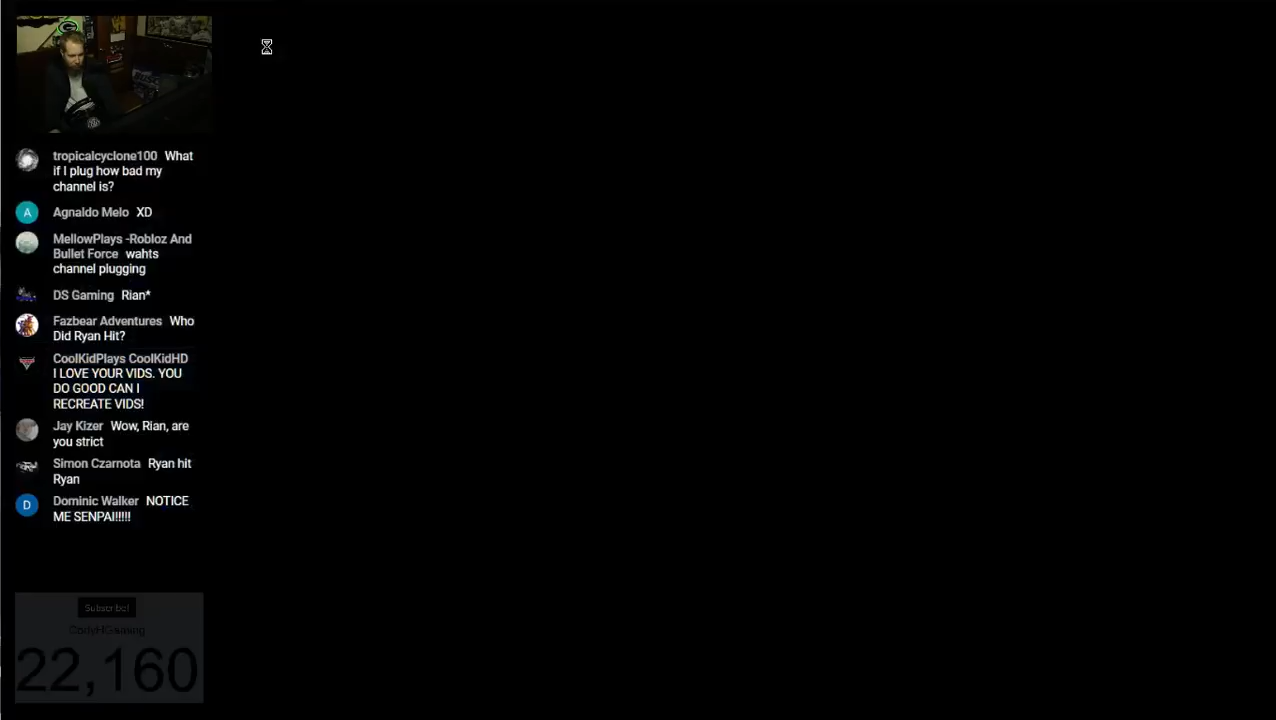 tropicalcyclone100 What
if I plug how bad my
channel is?
A
Agnaldo Melo XD
MellowPlays -Robloz And
Bullet Force wahts
channel plugging
DS Gaming Rian*
Fazbear Adventures Who
Did Ryan Hit?
CoolKidPlays CoolKidHD
I LOVE YOUR VIDS. YOU
DO GOOD CAN I
RECREATE VIDS!
Jay Kizer Wow, Rian, are
you strict
Simon Czarnota Ryan hit
Ryan
D
Dominic Walker NOTICE
ME SENPAI!!!!!
Subscribe!
CodyHGaming
22,160